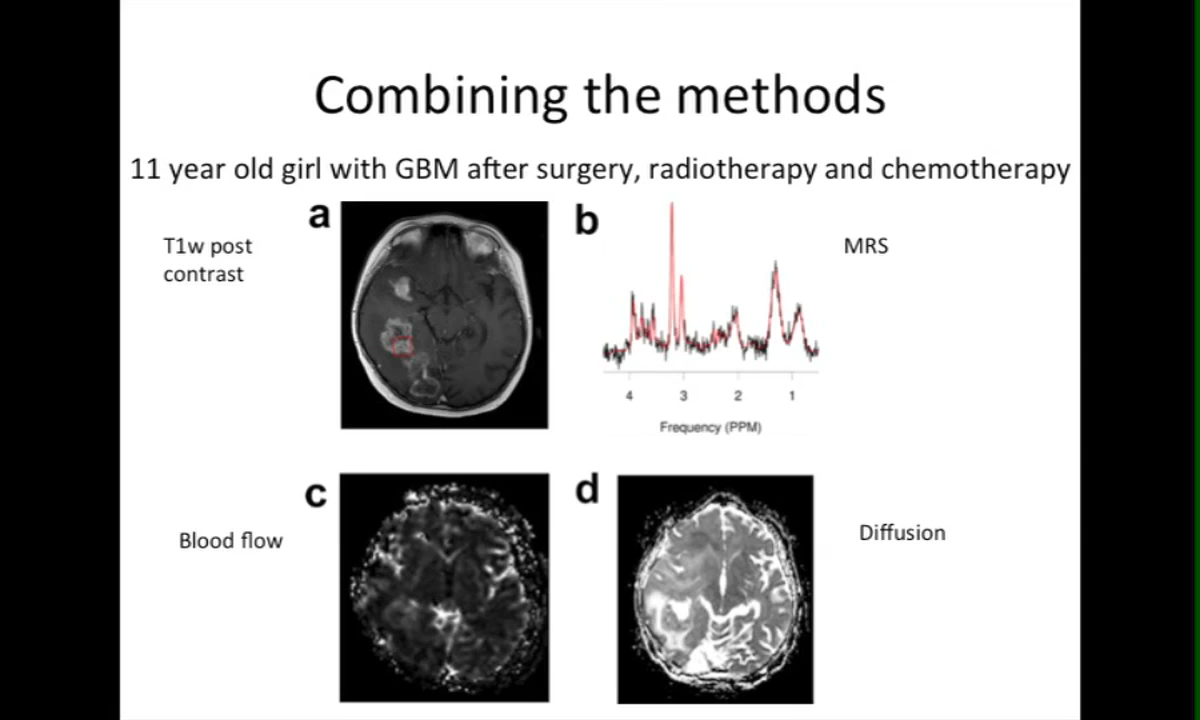 Combining the methods
11 year old girl with GBM after surgery, radiotherapy and chemotherapy
T1w post
contrast
a
b
MRS
4 3 2 1
Frequency (PPM)
c
d
Blood flow
Diffusion